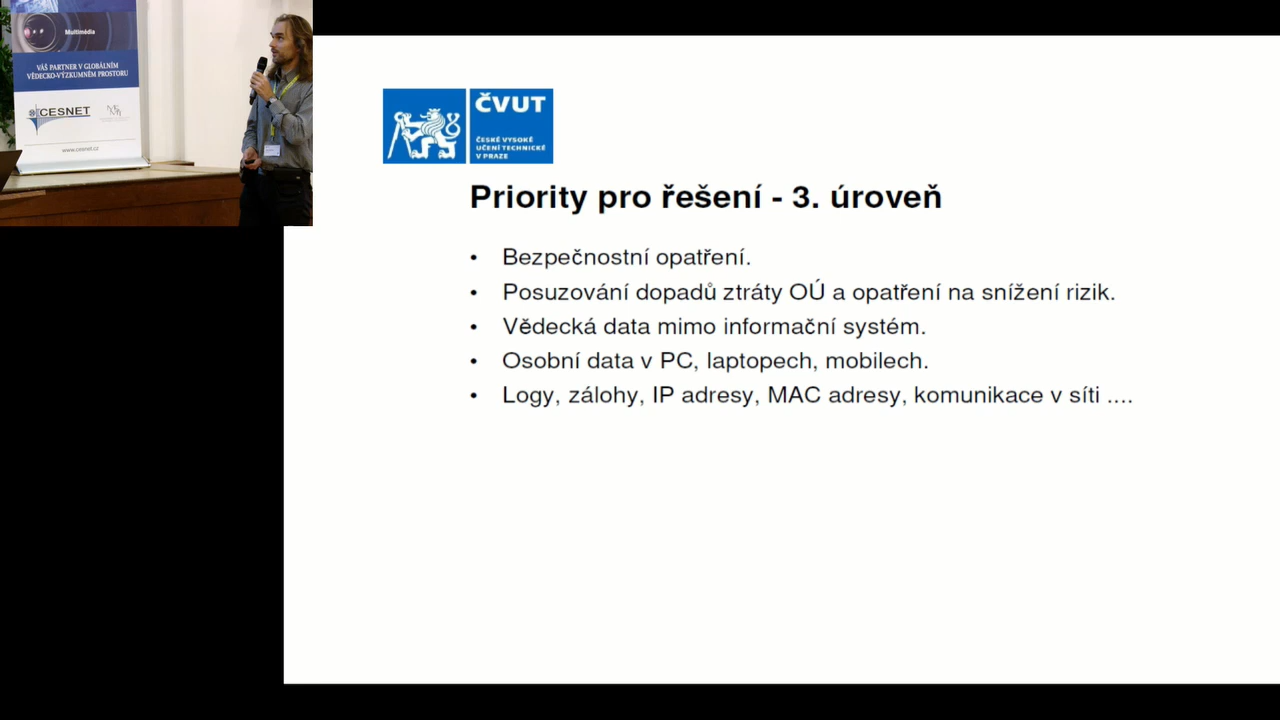 Multimédia
VÁŠ PARTNER V GLOBÁLNÍM
VĚDECKO-VÝZKUMNÉM PROSTORU
CESNET
www.cesnet.cz
ČVUT
ČESKÉ VYSOKÉ
UČENÍ TECHNICKÉ
V PRAZE
Priority pro řešení - 3. úroveň
• Bezpečnostní opatření.
• Posuzování dopadů ztráty OÚ a opatření na snížení rizik.
• Vědecká data mimo informační systém.
• Osobní data v PC, laptopech, mobilech.
• Logy, zálohy, IP adresy, MAC adresy, komunikace v síti ....